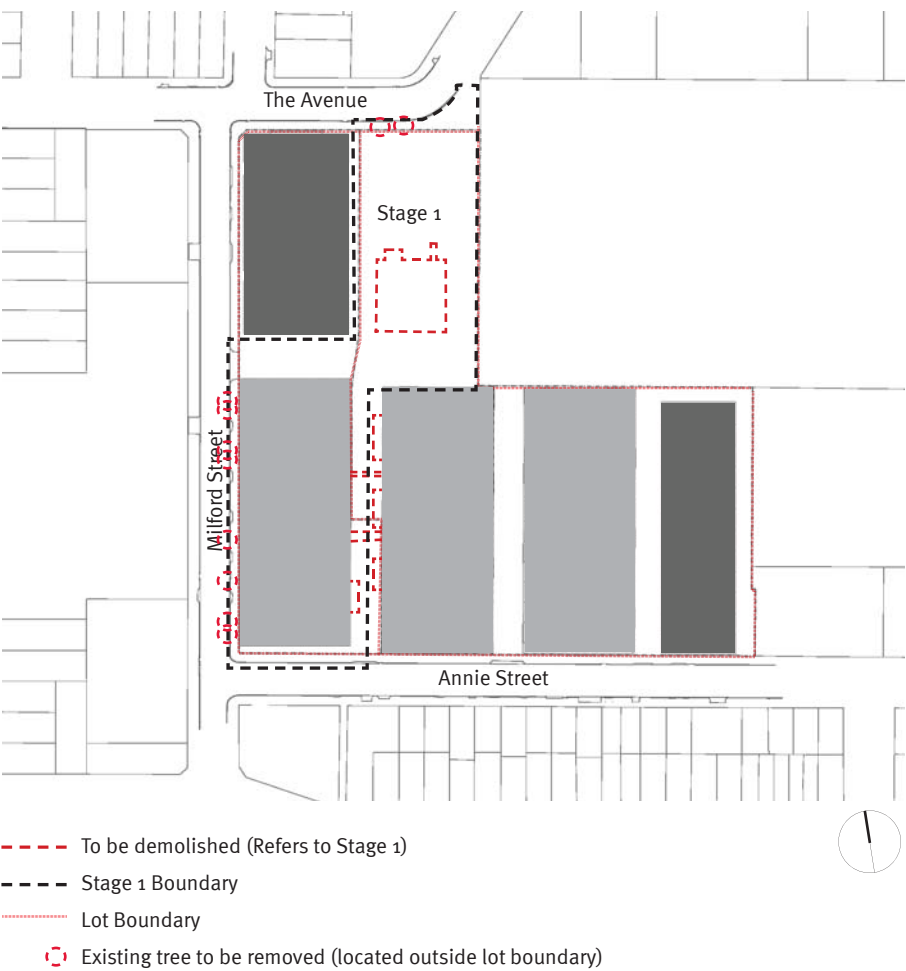 The Avenue
Stage 1
Milford Street
Annie Street
To be demolished (Refers to Stage 1)
Stage 1 Boundary
Lot Boundary
Existing tree to be removed (located outside lot boundary)